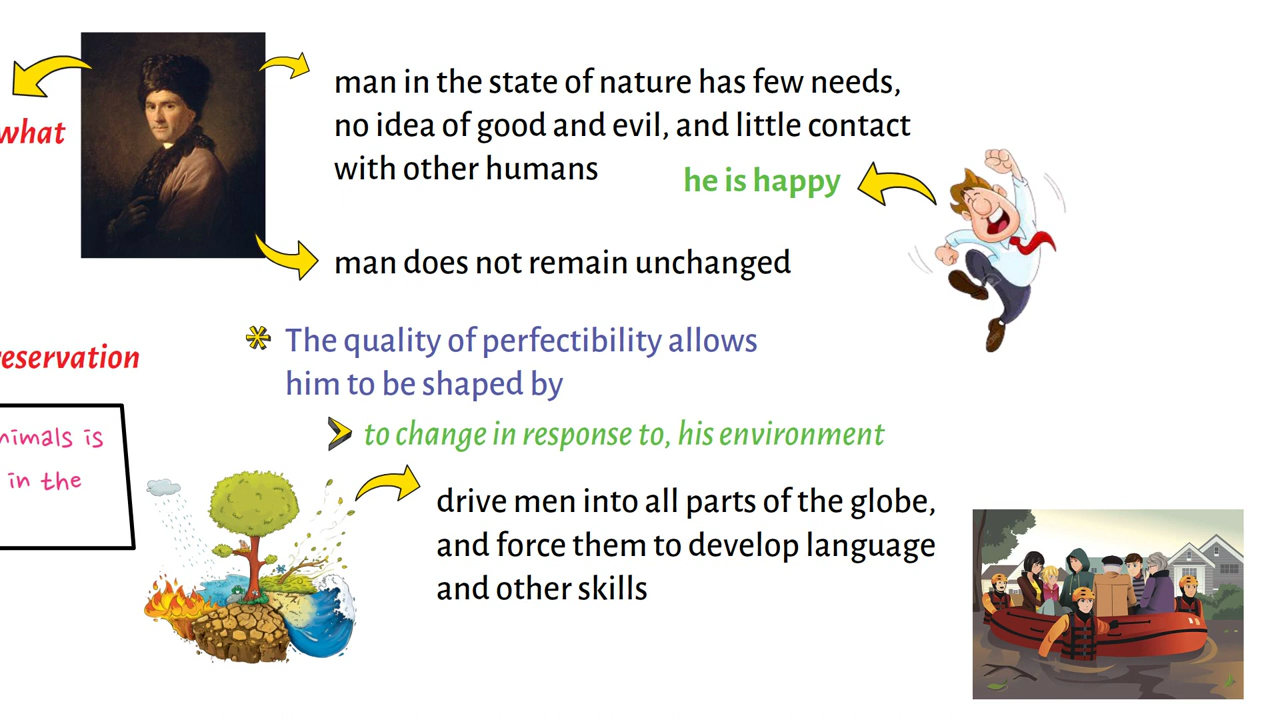 man in the state of nature has few needs,
no idea of good and evil, and little contact
what
with other humans
he is happy
man does not remain unchanged
The quality of perfectibility allows
him to be shaped by
to change in response to, his environment
is
in the
drive men into all parts of the globe,
and force them to develop language
and other skills